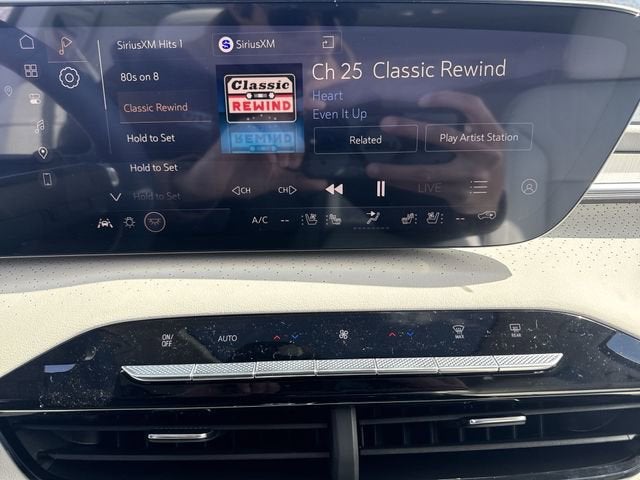 SiriusXM Hits 1
SiriusXM
80s on 8
Classic Rewind
Hold to Set
Hold to Set
Hold to Set
Classic
REWIND
Ch 25 Classic Rewind
Heart
Even It Up
Related
Play Artist Station
CH
CH
LIVE
A/C
--
--
ON/
OFF
AUTO
MAX
REAR